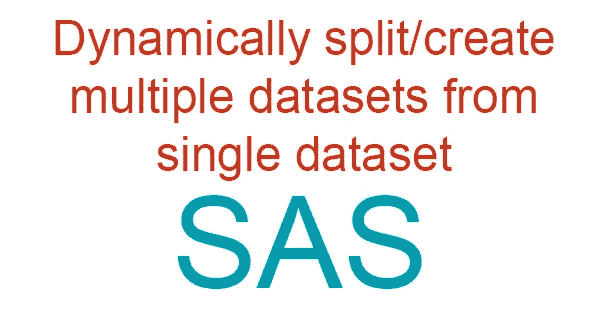 Dynamically split/create
multiple datasets from
single dataset
SAS